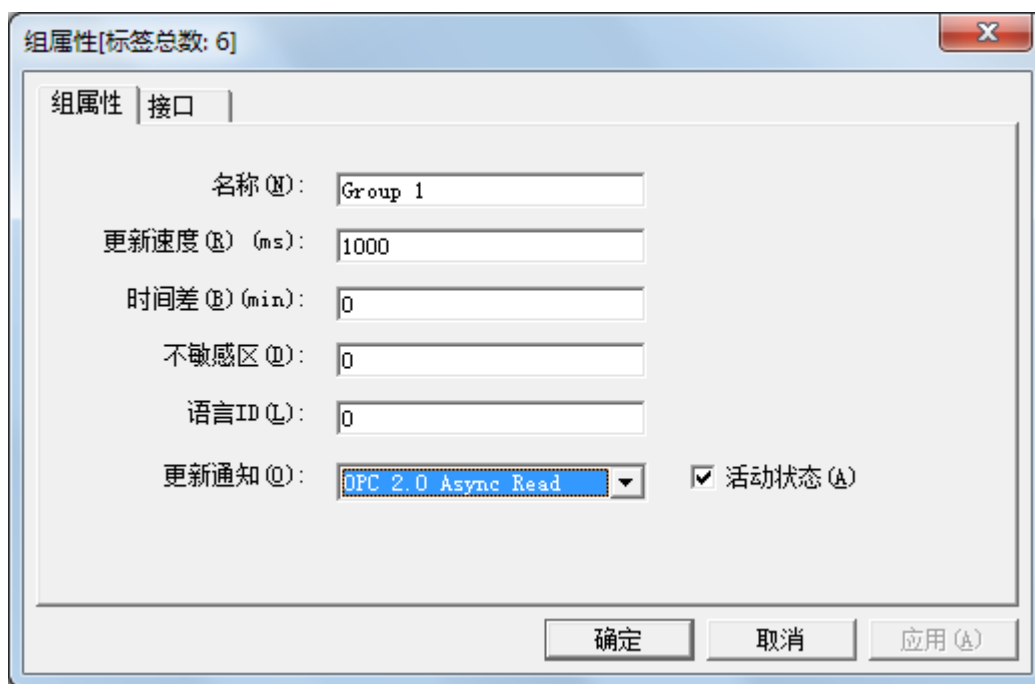 组属性[标签总数: 6]
组属性 接口
名称(N): Group 1
更新速度(R) (ms): 1000
时间差(B)(min): 0
不敏感区(D): 0
语言ID(L): 0
更新通知(O): OPC 2.0 Async Read 活动状态(A)
确定 取消 应用(A)